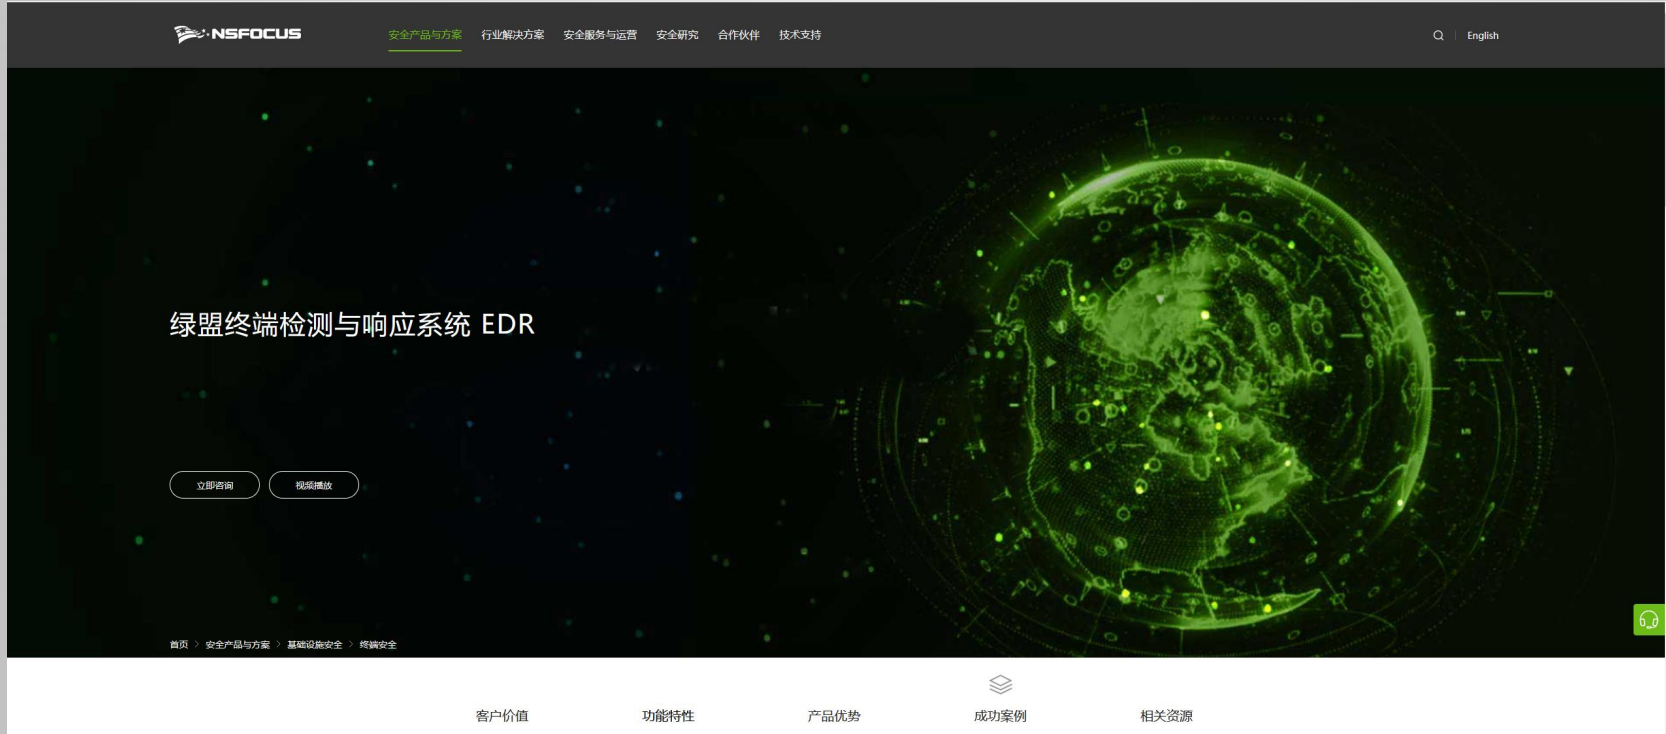 NSFOCUS 安全产品与方案 行业解决方案 安全服务与运营 安全研究 合作伙伴 技术支持 English
绿盟终端检测与响应系统 EDR
立即咨询 视频播放
首页 > 安全产品与方案 > 基础设施安全 > 终端安全
客户价值 功能特性 产品优势 成功案例 相关资源